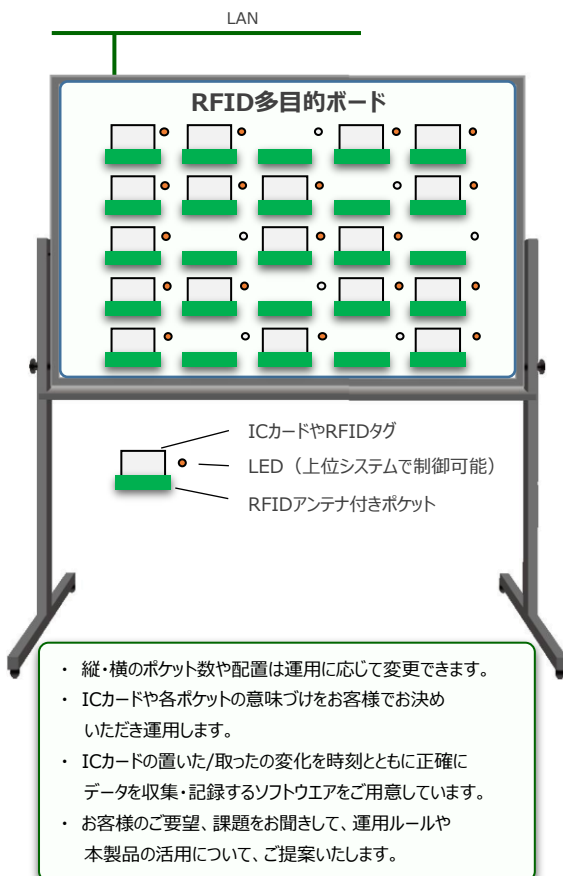 LAN
RFID多目的ボード
ICカードやRFIDタグ
LED（上位システムで制御可能）
RFIDアンテナ付きポケット
・ 縦・横のポケット数や配置は運用に応じて変更できます。
・ ICカードや各ポケットの意味づけをお客様でお決め
いただき運用します。
・ ICカードの置いた/取ったの変化を時刻とともに正確に
データを収集・記録するソフトウエアをご用意しています。
・ お客様のご要望、課題をお聞きして、運用ルールや
本製品の活用について、ご提案いたします。